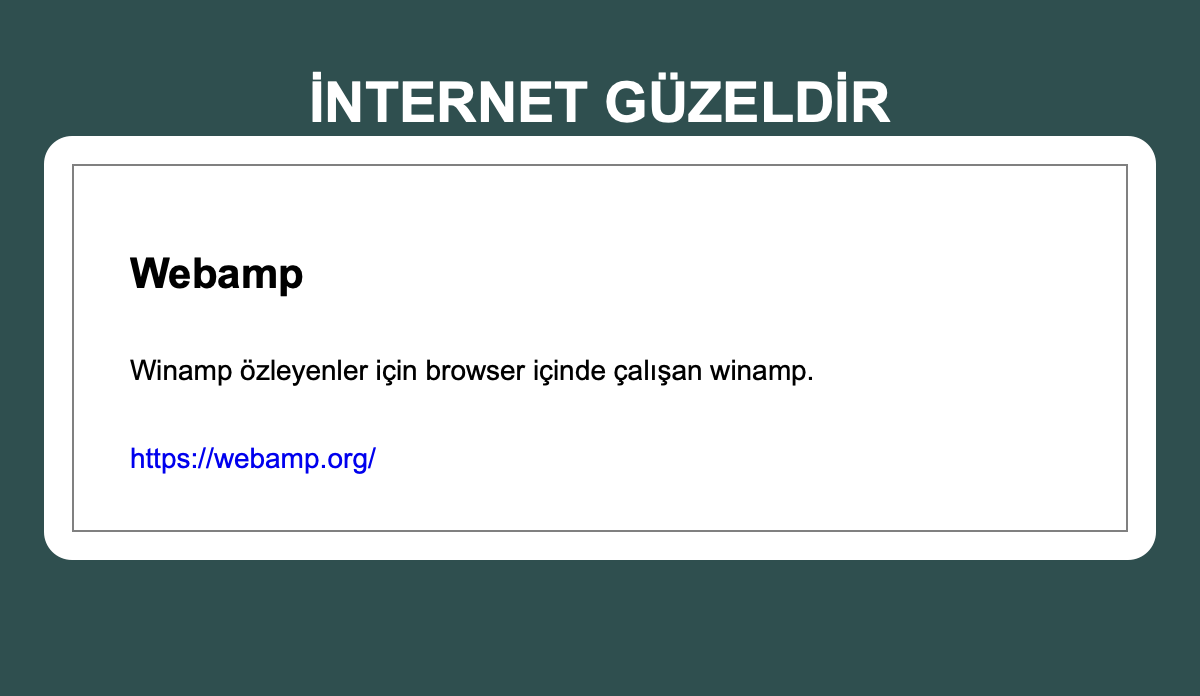 İNTERNET GÜZELDİR
Webamp
Winamp özleyenler için browser içinde çalışan winamp.
https://webamp.org/